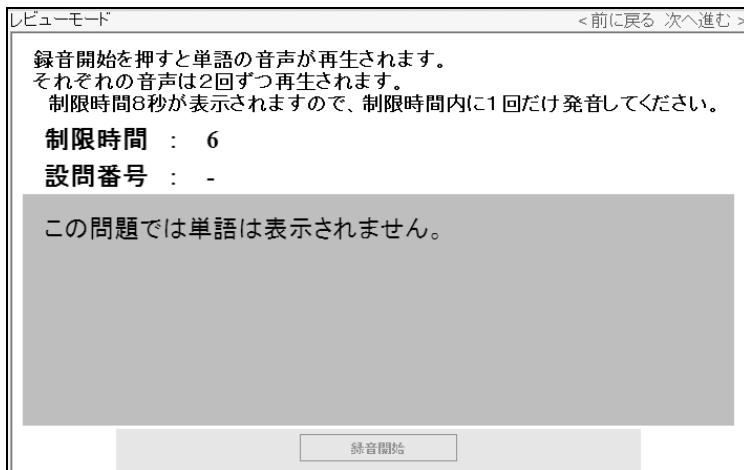 レビューモード
<前に戻る 次へ進む>
録音開始を押すと単語の音声が再生されます。
それぞれの音声は2回ずつ再生されます。
制限時間8秒が表示されますので、制限時間内に1回だけ発音してください。
制限時間 : 6
設問番号 : -
この問題では単語は表示されません。
録音開始